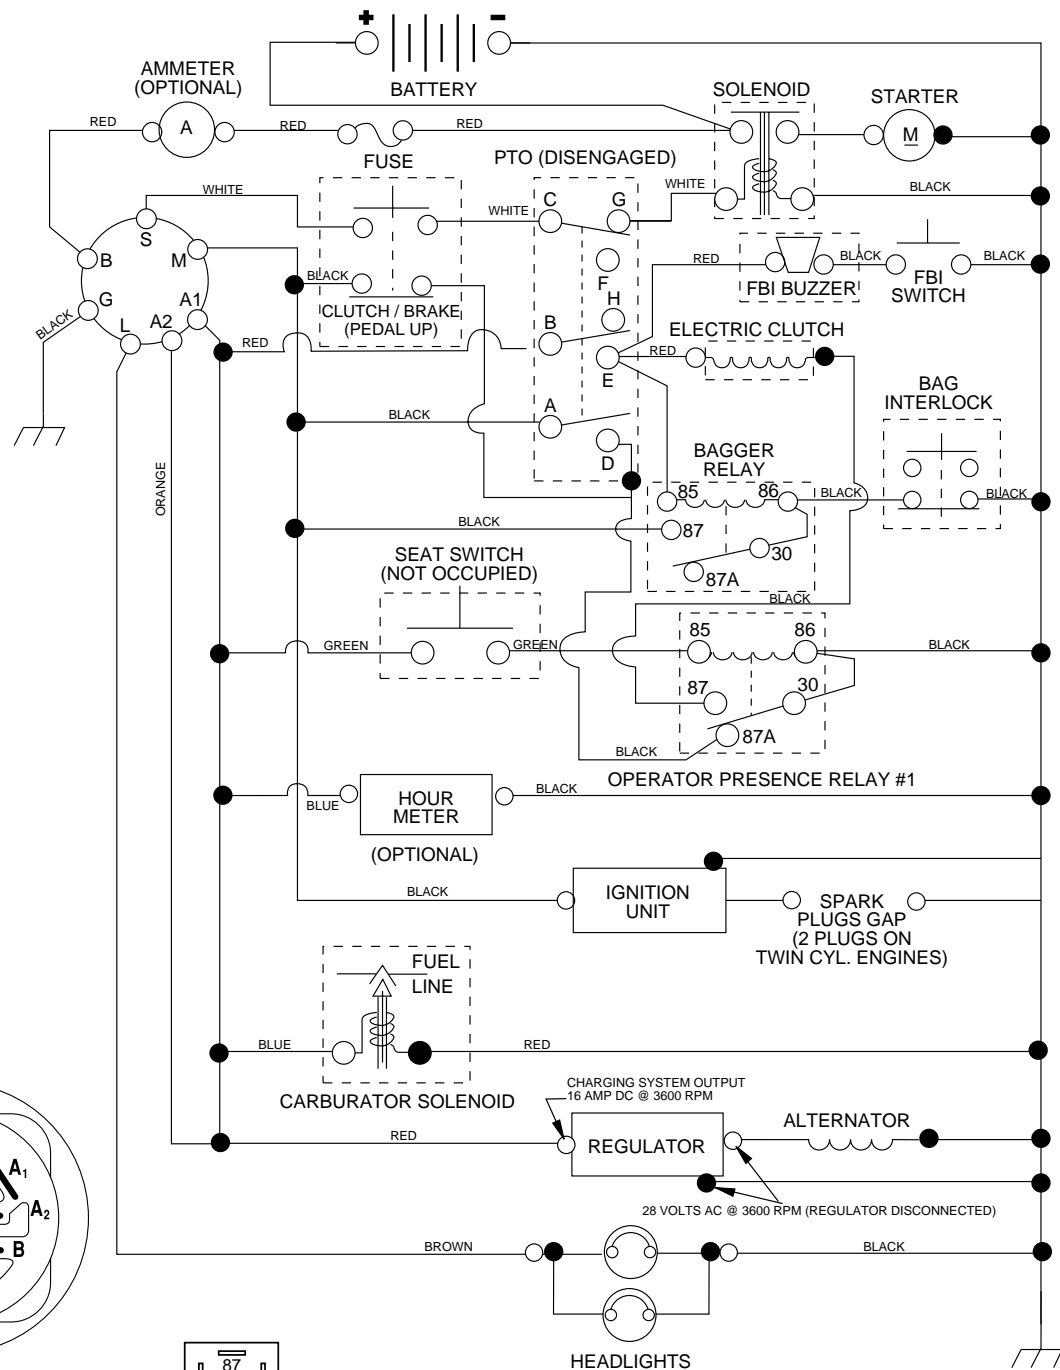 +
-
BATTERY
AMMETER
(OPTIONAL)
A
RED
RED
RED
FUSE
SOLENOID
STARTER
M
PTO (DISENGAGED)
WHITE
WHITE
WHITE
BLACK
S
B
M
G
A1
L
A2
BLACK
C
G
F
H
B
E
A
D
BLACK
CLUTCH / BRAKE
(PEDAL UP)
RED
BLACK
BLACK
FBI BUZZER
FBI
SWITCH
RED
ELECTRIC CLUTCH
RED
BAG
INTERLOCK
BLACK
ORANGE
BAGGER
RELAY
85
86
BLACK
BLACK
87
30
87A
BLACK
BLACK
SEAT SWITCH
(NOT OCCUPIED)
GREEN
GREEN
85
86
BLACK
87
30
87A
BLACK
OPERATOR PRESENCE RELAY #1
BLUE
HOUR
METER
BLACK
(OPTIONAL)
BLACK
IGNITION
UNIT
SPARK
PLUGS GAP
(2 PLUGS ON
TWIN CYL. ENGINES)
FUEL
LINE
BLUE
RED
CARBURATOR SOLENOID
CHARGING SYSTEM OUTPUT
16 AMP DC @ 3600 RPM
RED
REGULATOR
ALTERNATOR
28 VOLTS AC @ 3600 RPM (REGULATOR DISCONNECTED)
A1
A2
B
BROWN
BLACK
HEADLIGHTS
87